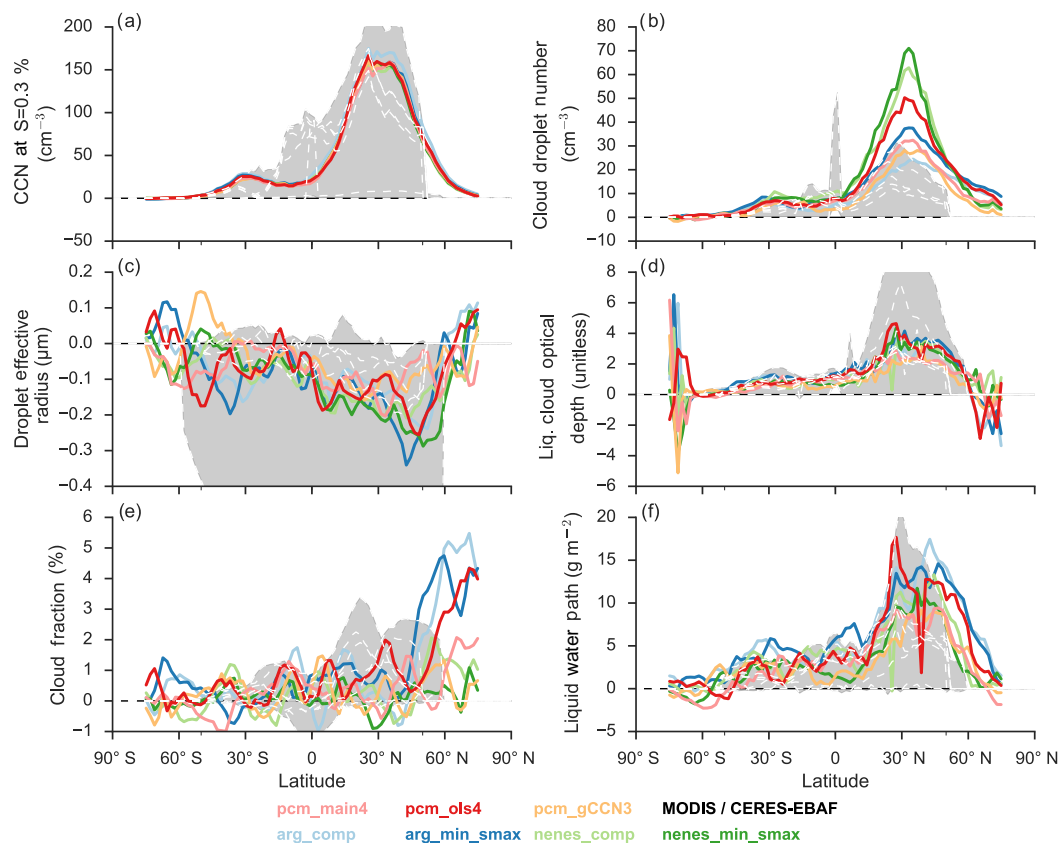 (a)
CCN at S=0.3 %
(cm−3)
200
150
100
50
0
−50
(b)
Cloud droplet number
(cm−3)
80
70
60
50
40
30
20
10
0
−10
(c)
Droplet effective
radius (µm)
0.2
0.1
0.0
−0.1
−0.2
−0.3
−0.4
(d)
Liq. cloud optical
depth (unitless)
8
6
4
2
0
−2
−4
−6
(e)
Cloud fraction (%)
6
5
4
3
2
1
0
−1
90° S 60° S 30° S 0 30° N 60° N 90° N
Latitude
(f)
Liquid water path (g m−2)
20
15
10
5
0
−5
90° S 60° S 30° S 0 30° N 60° N 90° N
Latitude
pcm_main4 pcm_ols4 pcm_gCCN3 MODIS / CERES-EBAF
arg_comp arg_min_smax nenes_comp nenes_min_smax